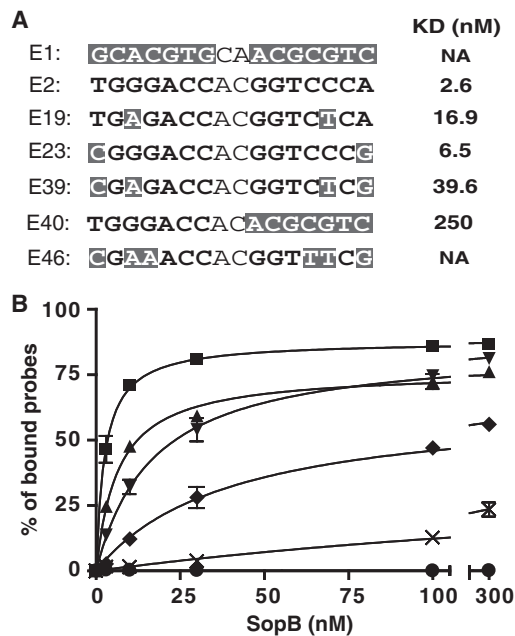 A
KD (nM)
E1: GCACGTGCAACGCGTC NA
E2: TGGGACCACGGTCCCA 2.6
E19: TGAGACCACGGTCTCA 16.9
E23: CGGGACCACGGTCCCG 6.5
E39: CGAGACCACGGTCTCG 39.6
E40: TGGGACCACACGCGTC 250
E46: CGAAACCACGGTTTCG NA
B
100
75
50
25
0
% of bound probes
0 25 50 75 100 300
SopB (nM)